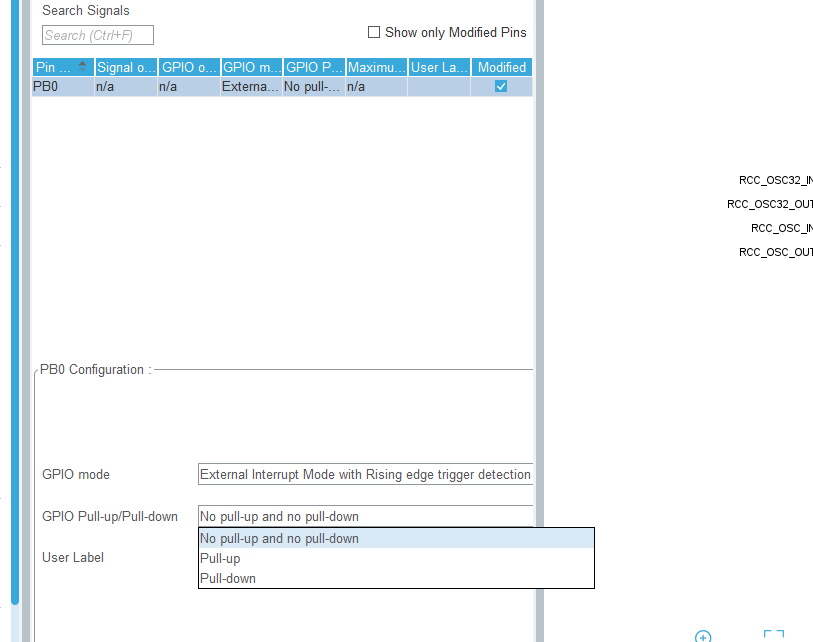 Search Signals
Search (Ctrl+F)
Show only Modified Pins
Pin ... Signal o... GPIO o... GPIO m... GPIO P... Maximu... User La... Modified
PB0 n/a n/a Externa... No pull-... n/a
RCC_OSC32_IN
RCC_OSC32_OUT
RCC_OSC_IN
RCC_OSC_OUT
PB0 Configuration :
GPIO mode External Interrupt Mode with Rising edge trigger detection
GPIO Pull-up/Pull-down No pull-up and no pull-down
No pull-up and no pull-down
User Label Pull-up
Pull-down